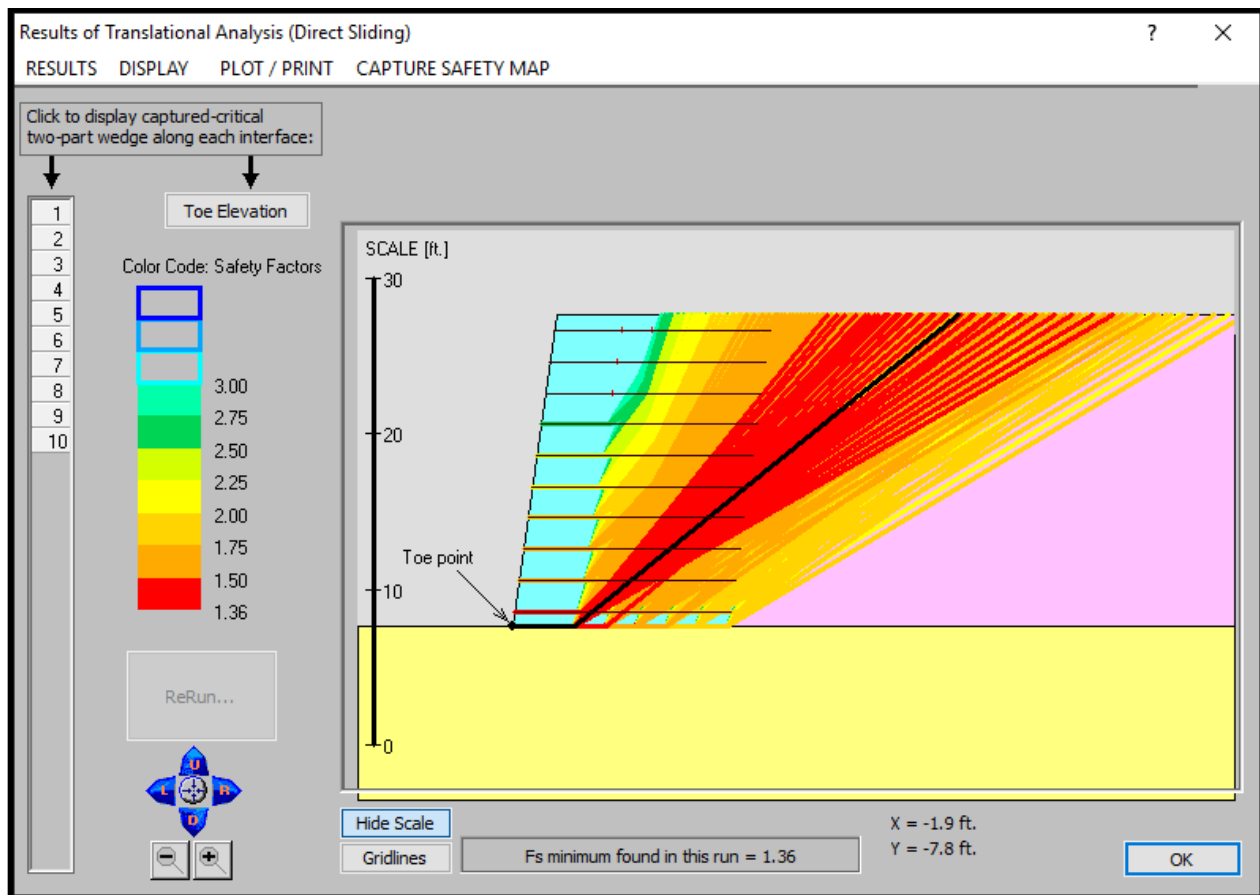 Results of Translational Analysis (Direct Sliding)
?
RESULTS DISPLAY PLOT / PRINT CAPTURE SAFETY MAP
Click to display captured-critical
two-part wedge along each interface:
1
2
3
4
5
6
7
8
9
10
Toe Elevation
Color Code: Safety Factors
3.00
2.75
2.50
2.25
2.00
1.75
1.50
1.36
ReRun...
U
L
R
D
SCALE [ft.]
30
20
10
0
Toe point
Hide Scale
Gridlines
Fs minimum found in this run = 1.36
X = -1.9 ft.
Y = -7.8 ft.
OK